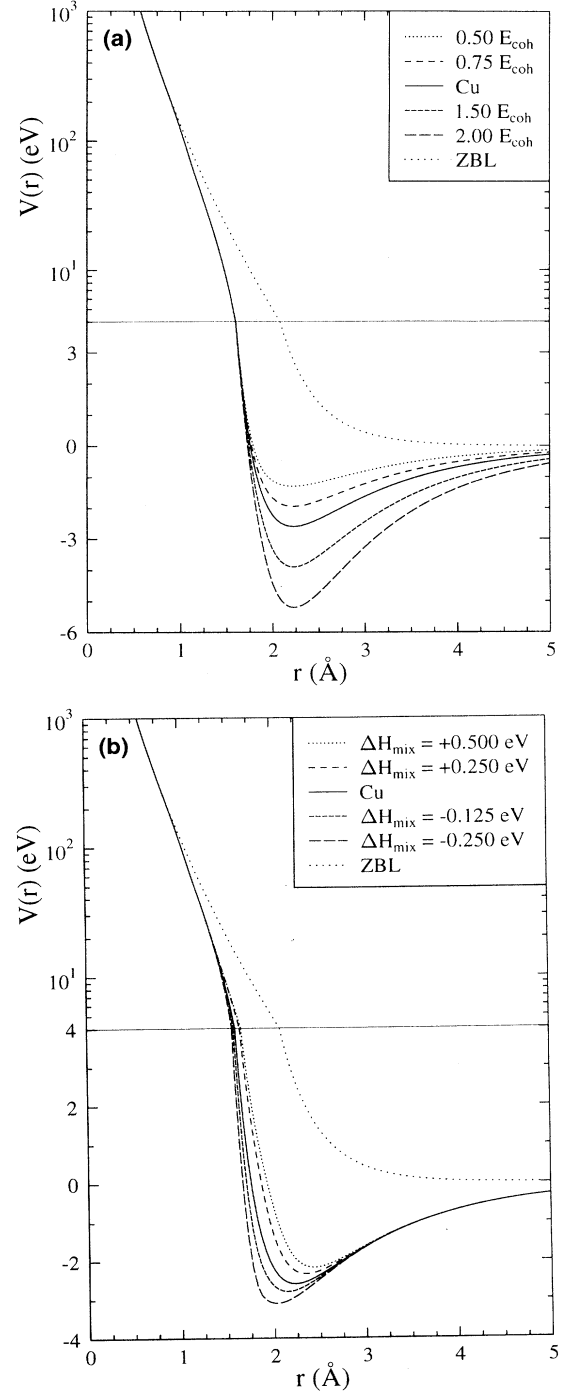 (a)
0.50 E_coh
0.75 E_coh
Cu
1.50 E_coh
2.00 E_coh
ZBL
V(r) (eV)
10³
10²
10¹
3
0
-3
-6
0 1 2 3 4 5
r (Å)
(b)
ΔH_mix = +0.500 eV
ΔH_mix = +0.250 eV
Cu
ΔH_mix = -0.125 eV
ΔH_mix = -0.250 eV
ZBL
V(r) (eV)
10³
10²
10¹
4
2
0
-2
-4
0 1 2 3 4 5
r (Å)